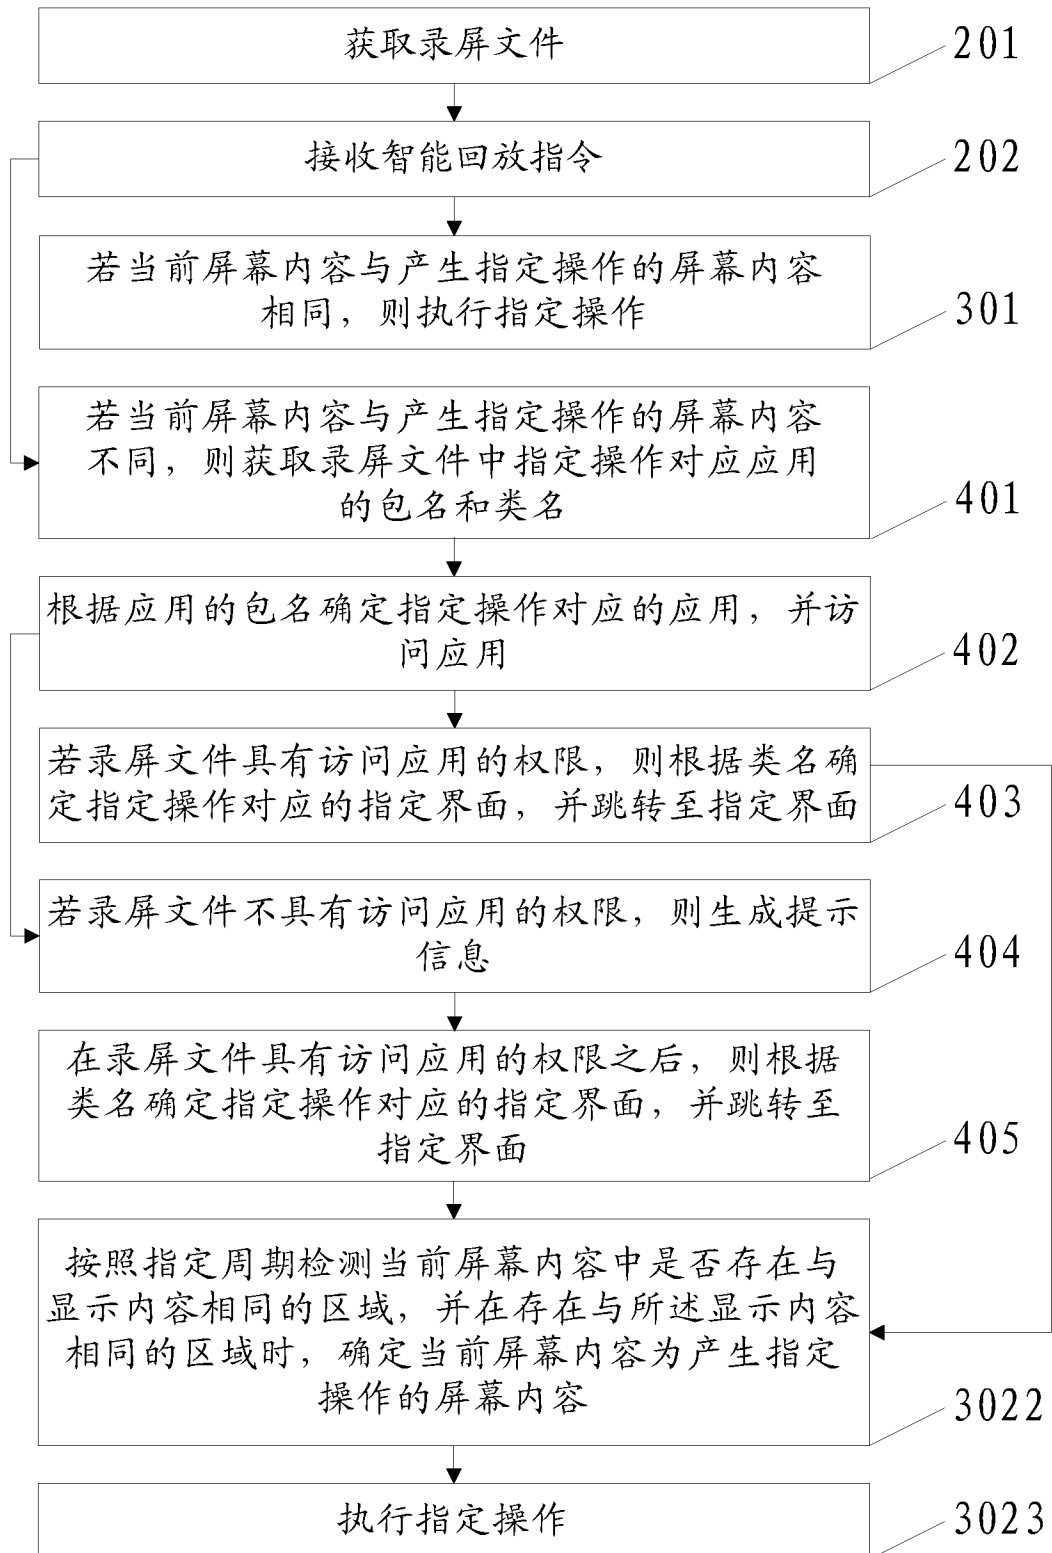 获取录屏文件
201
接收智能回放指令
202
若当前屏幕内容与产生指定操作的屏幕内容
相同，则执行指定操作
301
若当前屏幕内容与产生指定操作的屏幕内容
不同，则获取录屏文件中指定操作对应应用
的包名和类名
401
根据应用的包名确定指定操作对应的应用，并访
问应用
402
若录屏文件具有访问应用的权限，则根据类名确
定指定操作对应的指定界面，并跳转至指定界面
403
若录屏文件不具有访问应用的权限，则生成提示
信息
404
在录屏文件具有访问应用的权限之后，则根据
类名确定指定操作对应的指定界面，并跳转至
指定界面
405
按照指定周期检测当前屏幕内容中是否存在与
显示内容相同的区域，并在存在与所述显示内容
相同的区域时，确定当前屏幕内容为产生指定
操作的屏幕内容
3022
执行指定操作
3023